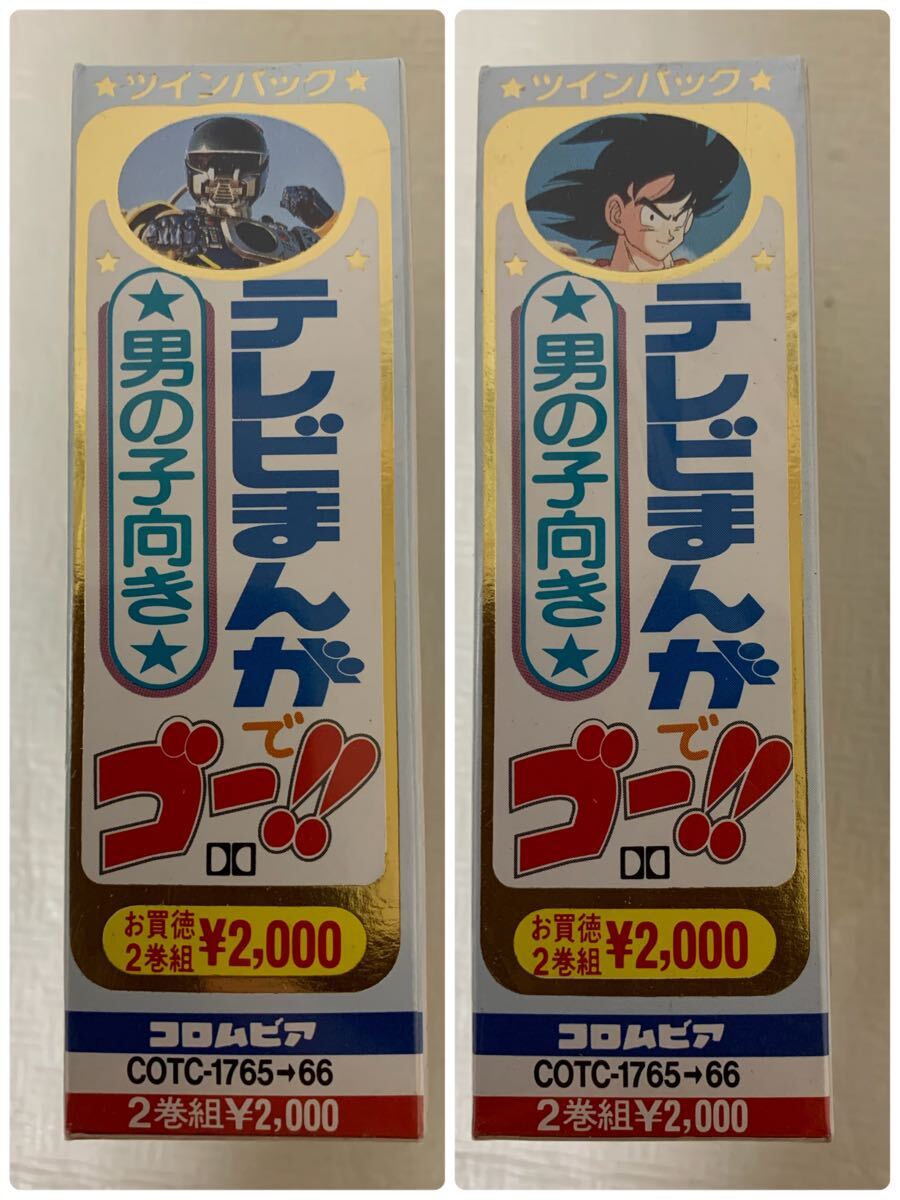 ★ツインパック★
テレビまんが
で
ゴー!!
★男の子向き★
お買徳
2巻組
¥2,000
コロムビア
COTC-1765→66
2巻組¥2,000
★ツインパック★
テレビまんが
で
ゴー!!
★男の子向き★
お買徳
2巻組
¥2,000
コロムビア
COTC-1765→66
2巻組¥2,000